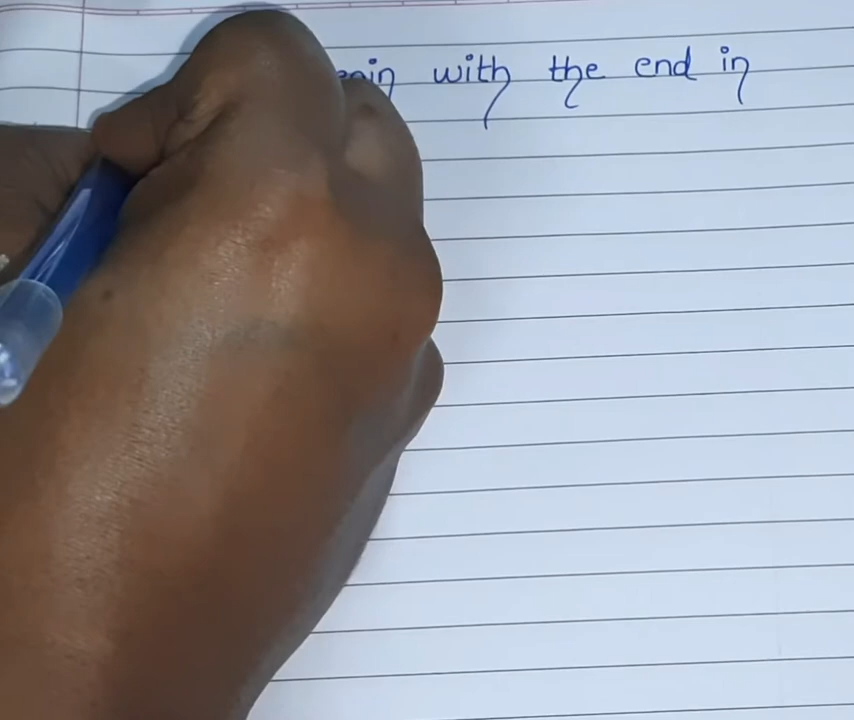 with the end in